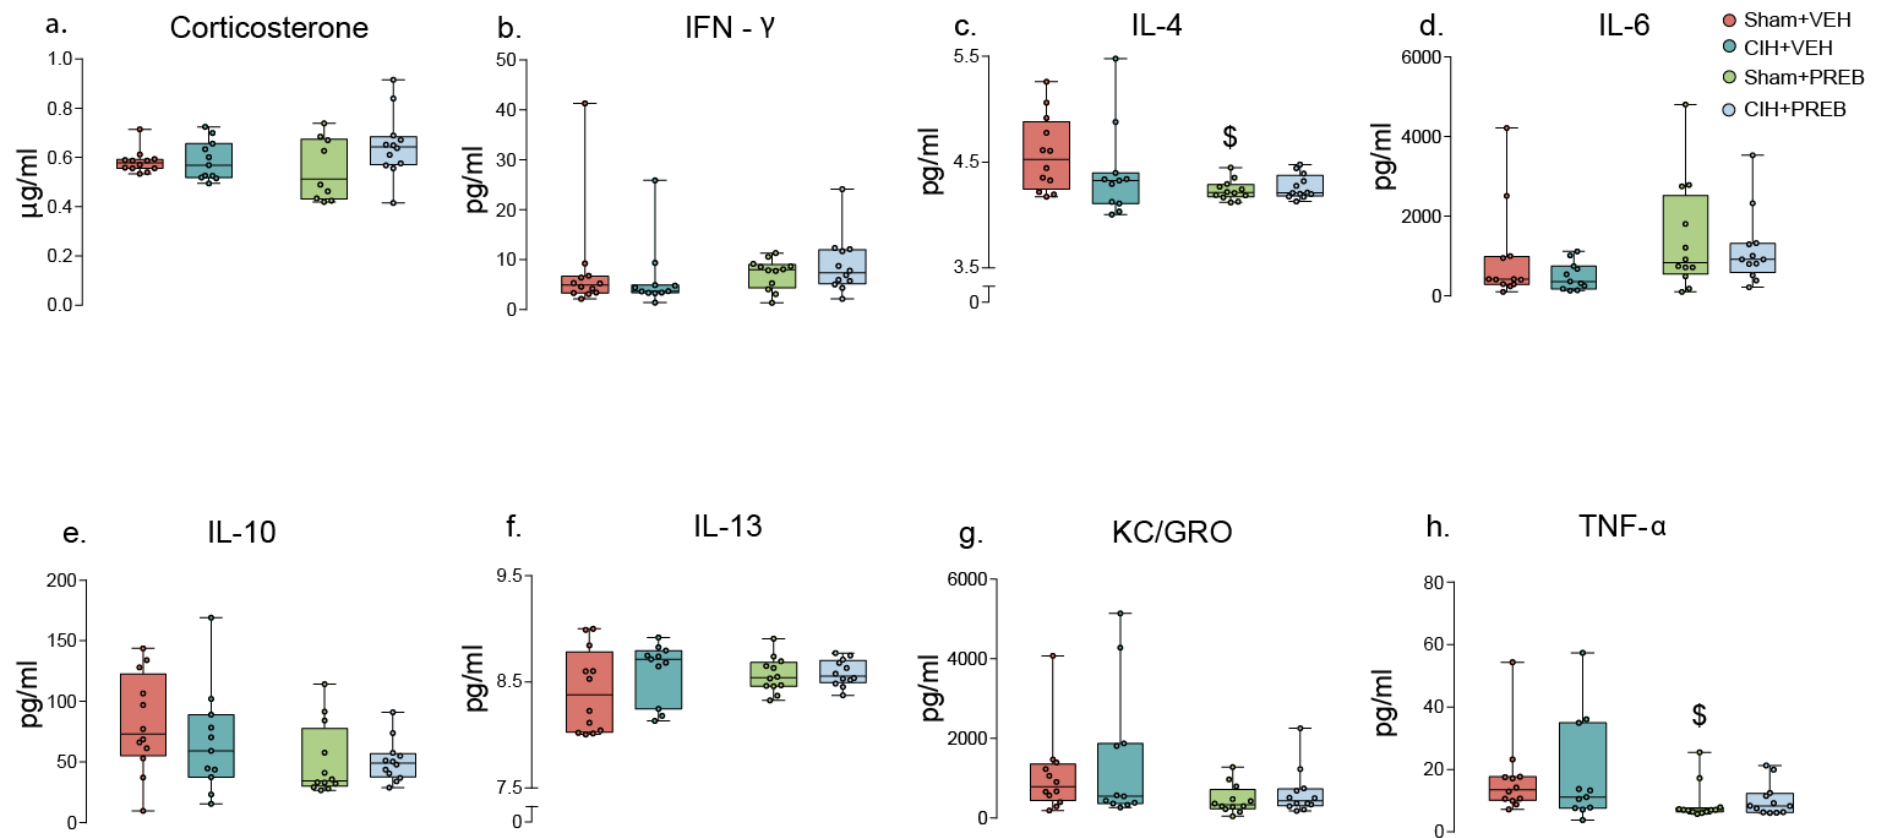 a. Corticosterone
b. IFN - γ
c. IL-4
d. IL-6
Sham+VEH
CIH+VEH
Sham+PREB
CIH+PREB
µg/ml
1.0
0.8
0.6
0.4
0.2
0.0
pg/ml
50
40
30
20
10
0
pg/ml
5.5
4.5
3.5
0
$
pg/ml
6000
4000
2000
0
e. IL-10
f. IL-13
g. KC/GRO
h. TNF-α
pg/ml
200
150
100
50
0
pg/ml
9.5
8.5
7.5
0
pg/ml
6000
4000
2000
0
pg/ml
80
60
40
20
0
$